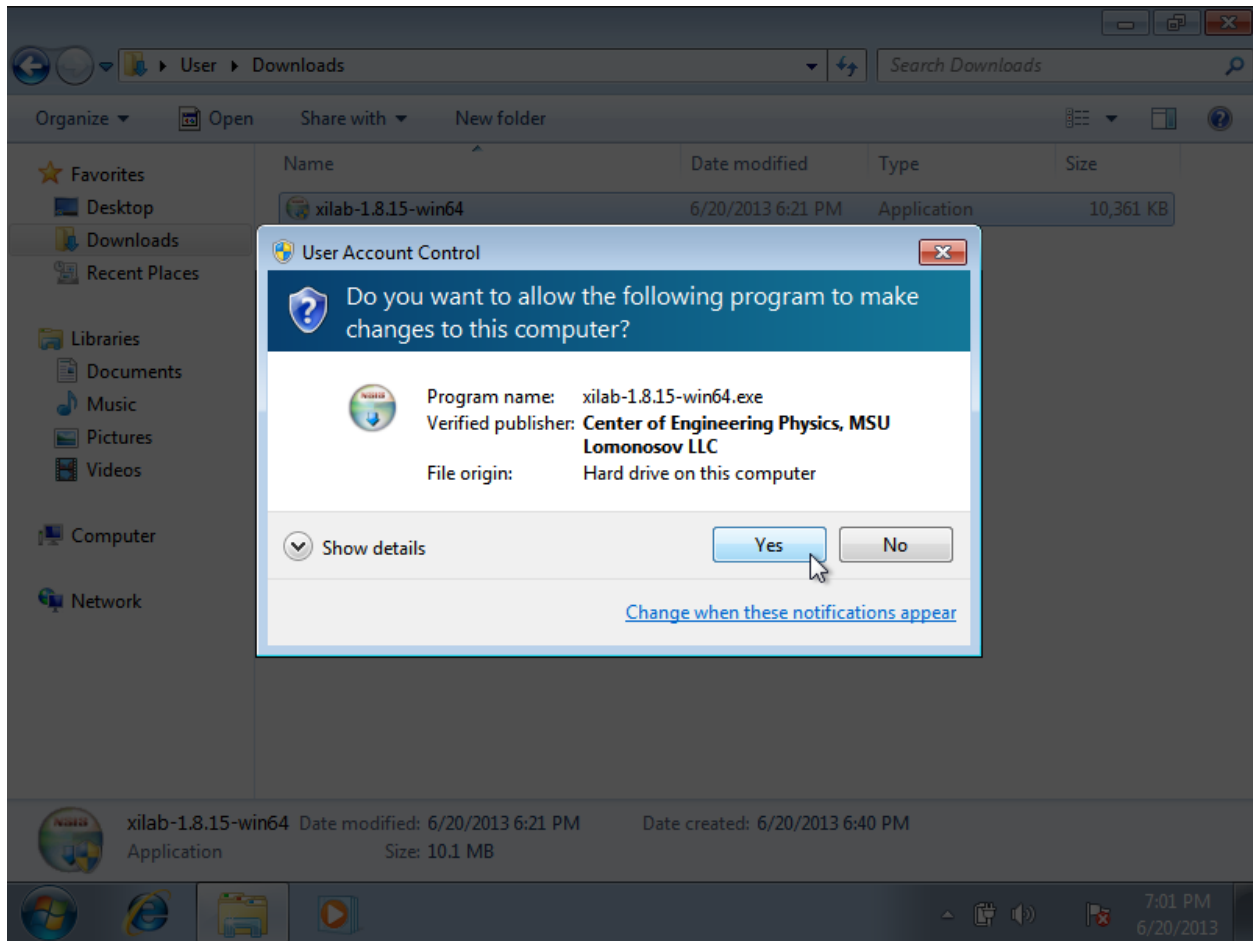 User ▸ Downloads
Search Downloads
Organize Open Share with New folder
Name Date modified Type Size
Favorites
Desktop
Downloads
Recent Places
Libraries
Documents
Music
Pictures
Videos
Computer
Network
xilab-1.8.15-win64 6/20/2013 6:21 PM Application 10,361 KB
User Account Control
Do you want to allow the following program to make
changes to this computer?
Program name: xilab-1.8.15-win64.exe
Verified publisher: Center of Engineering Physics, MSU
Lomonosov LLC
File origin: Hard drive on this computer
Show details
Yes No
Change when these notifications appear
xilab-1.8.15-win64 Date modified: 6/20/2013 6:21 PM Date created: 6/20/2013 6:40 PM
Application Size: 10.1 MB
7:01 PM
6/20/2013